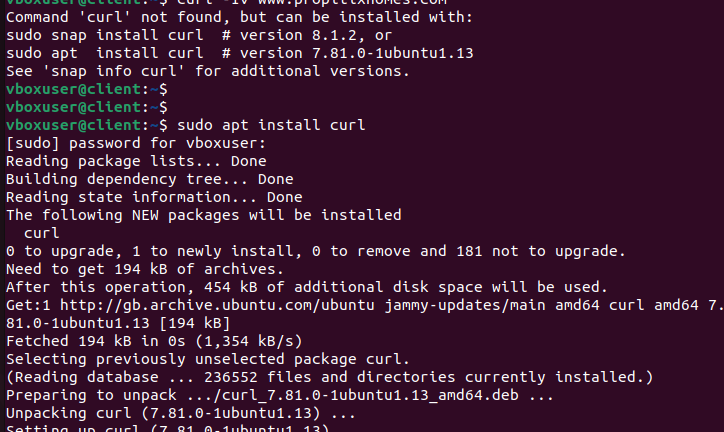 Command 'curl' not found, but can be installed with:
sudo snap install curl  # version 8.1.2, or
sudo apt  install curl  # version 7.81.0-1ubuntu1.13
See 'snap info curl' for additional versions.
vboxuser@client:~$
vboxuser@client:~$
vboxuser@client:~$ sudo apt install curl
[sudo] password for vboxuser:
Reading package lists... Done
Building dependency tree... Done
Reading state information... Done
The following NEW packages will be installed
  curl
0 to upgrade, 1 to newly install, 0 to remove and 181 not to upgrade.
Need to get 194 kB of archives.
After this operation, 454 kB of additional disk space will be used.
Get:1 http://gb.archive.ubuntu.com/ubuntu jammy-updates/main amd64 curl amd64 7.
81.0-1ubuntu1.13 [194 kB]
Fetched 194 kB in 0s (1,354 kB/s)
Selecting previously unselected package curl.
(Reading database ... 236552 files and directories currently installed.)
Preparing to unpack .../curl_7.81.0-1ubuntu1.13_amd64.deb ...
Unpacking curl (7.81.0-1ubuntu1.13) ...
Setting up curl (7.81.0-1ubuntu1.13)